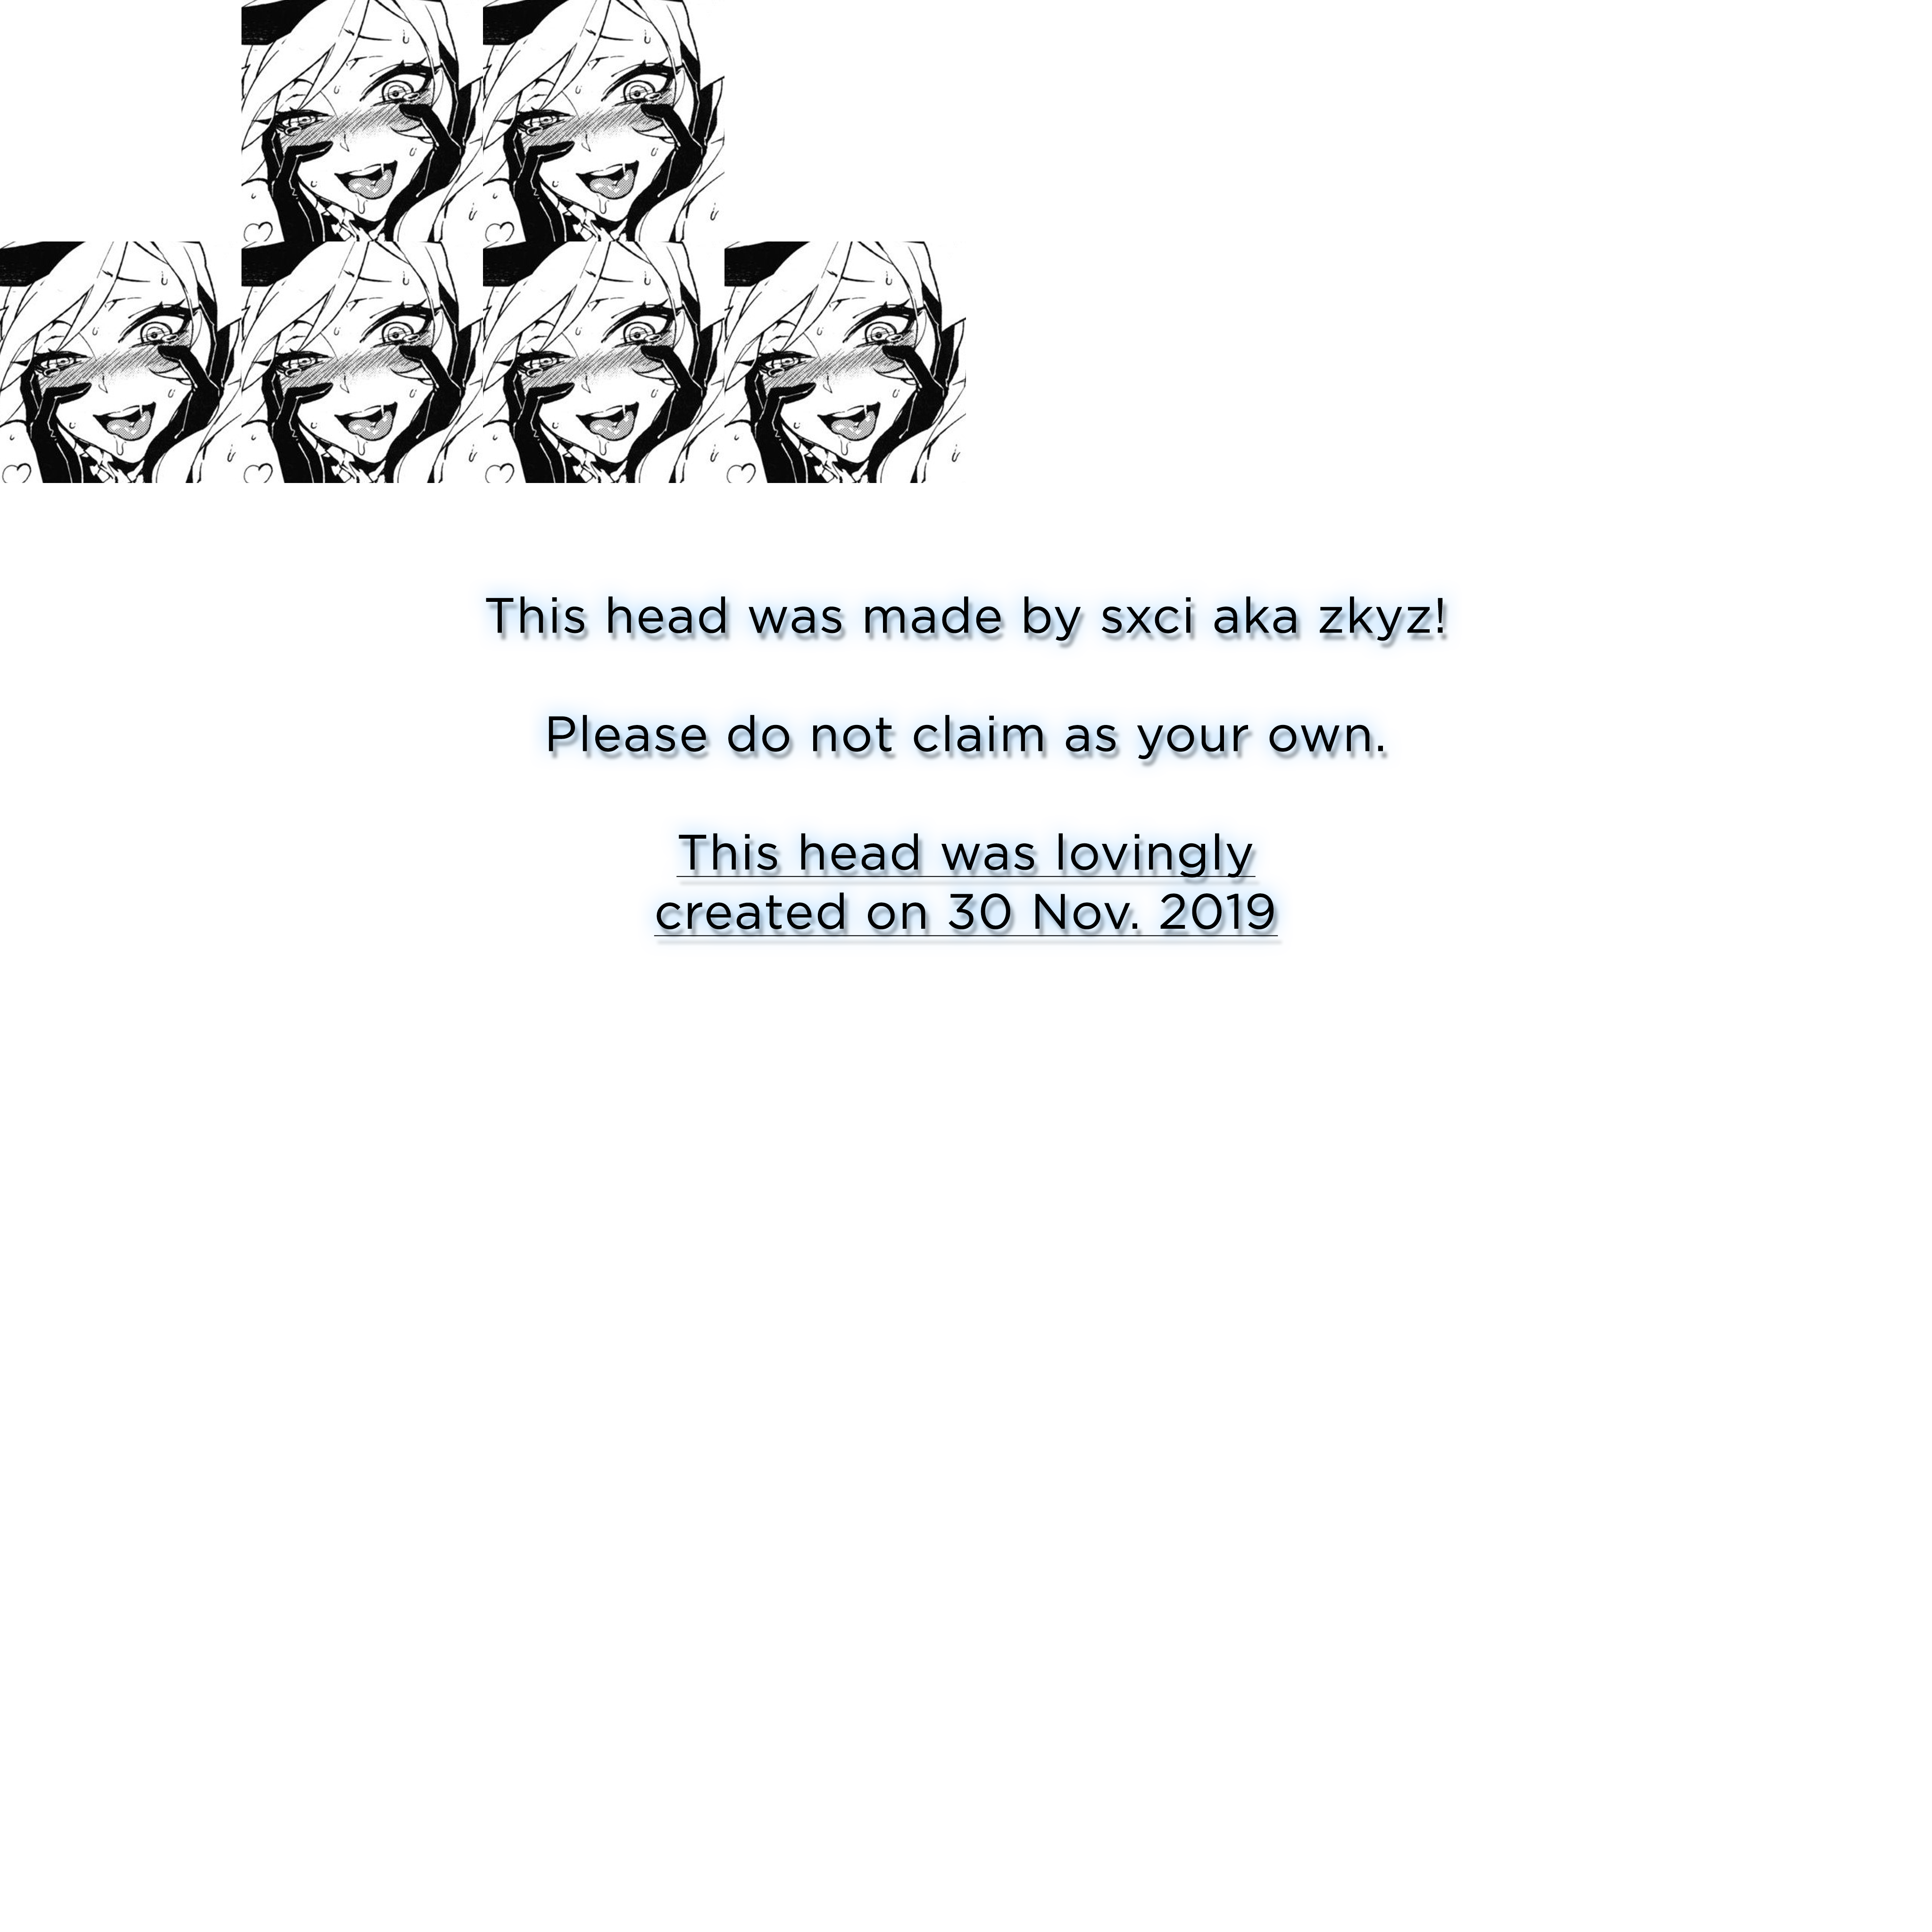 This head was made by sxci aka zkyz!
Please do not claim as your own.
This head was lovingly
created on 30 Nov. 2019